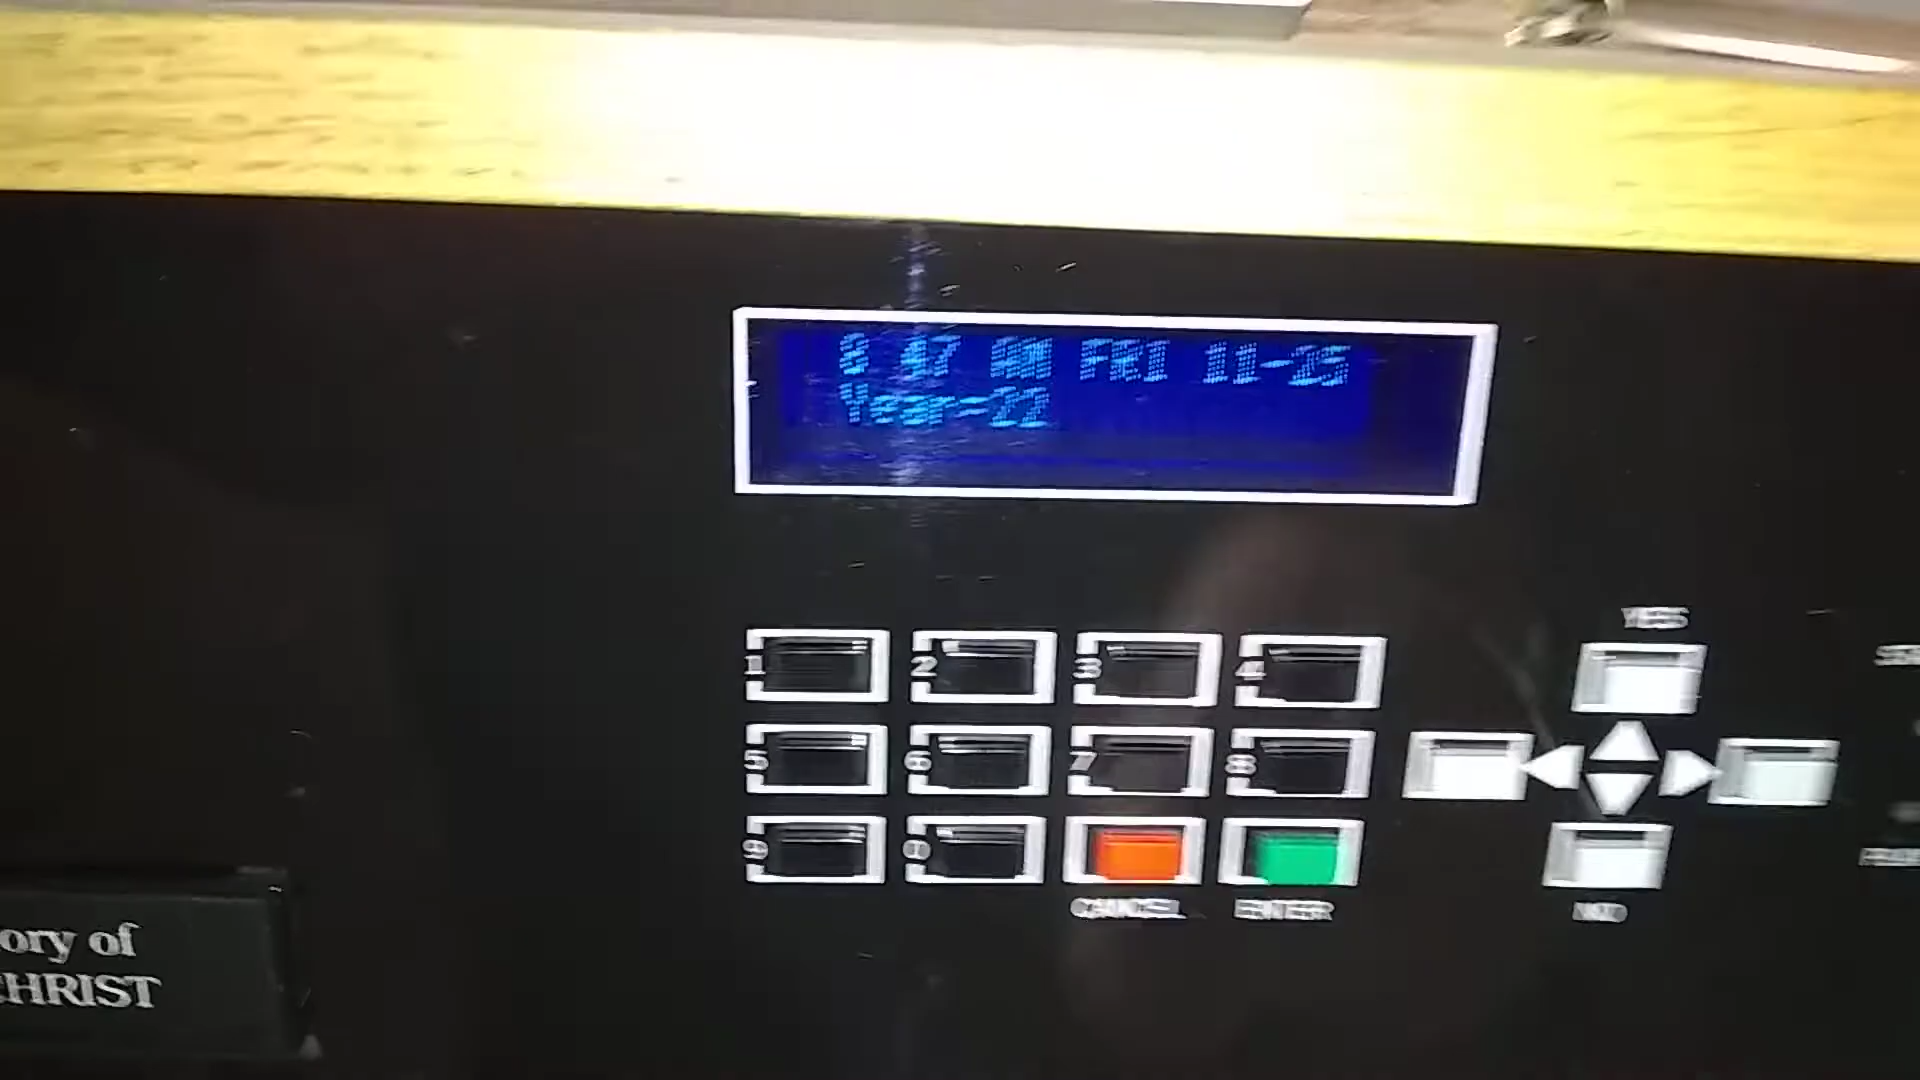 8 47 AM FRI 11-25
Year=22
YES
1
2
3
4
5
6
7
8
9
0
CANCEL
ENTER
NO
ory of
CHRIST